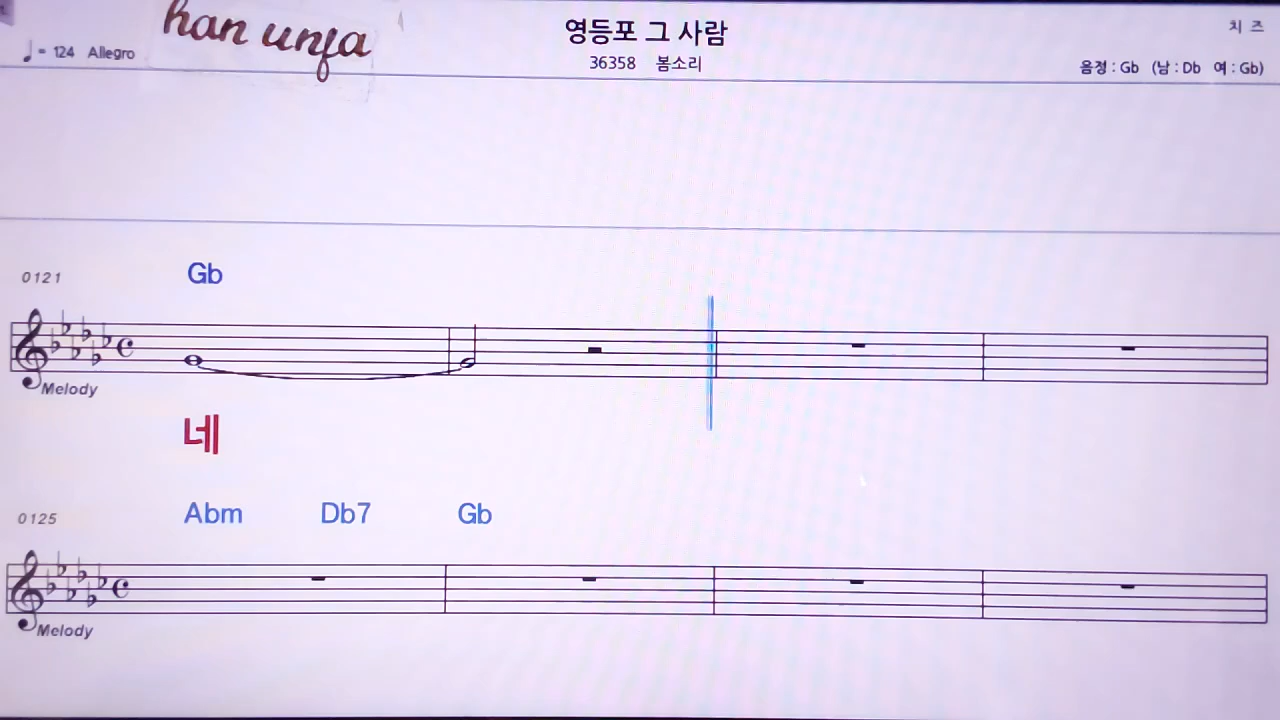 han unja
영등포 그 사람
치 즈
♩ = 124 Allegro
36358 봄소리
음정 : Gb (남 : Db 여 : Gb)
0121
Gb
Melody
네
0125
Abm Db7 Gb
Melody